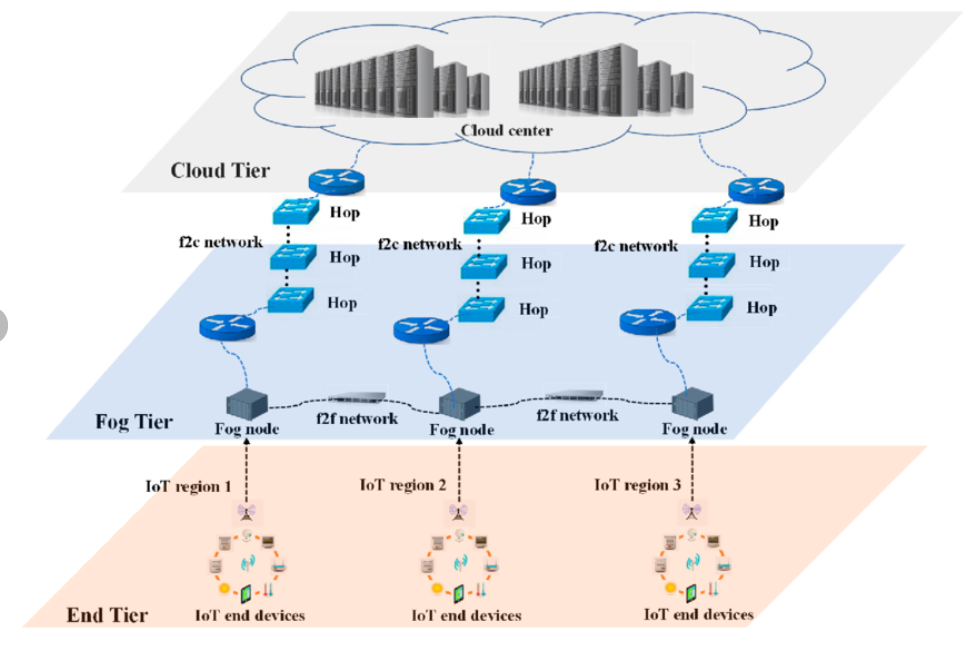 Cloud center
Cloud Tier
Hop
Hop
Hop
f2c network
f2c network
f2c network
Hop
Hop
Hop
Hop
Hop
Hop
Fog Tier
f2f network
f2f network
Fog node
Fog node
Fog node
IoT region 1
IoT region 2
IoT region 3
End Tier
IoT end devices
IoT end devices
IoT end devices